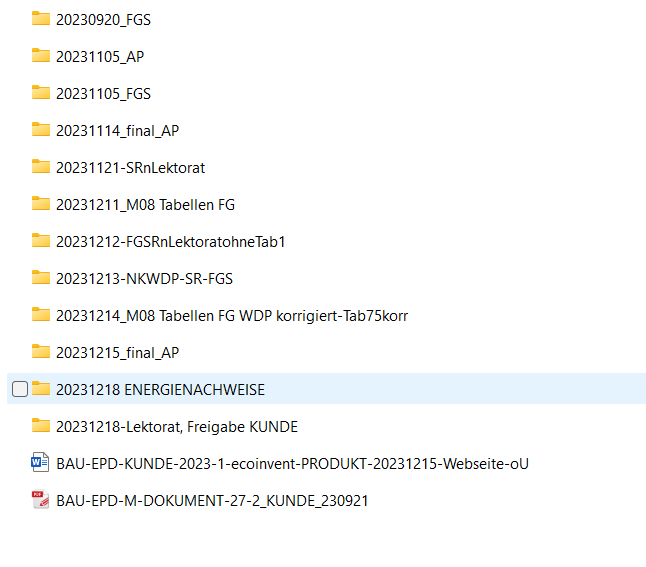 20230920_FGS
20231105_AP
20231105_FGS
20231114_final_AP
20231121-SRnLektorat
20231211_M08 Tabellen FG
20231212-FGSRnLektoratohneTab1
20231213-NKWDP-SR-FGS
20231214_M08 Tabellen FG WDP korrigiert-Tab75korr
20231215_final_AP
20231218 ENERGIENACHWEISE
20231218-Lektorat, Freigabe KUNDE
BAU-EPD-KUNDE-2023-1-ecoinvent-PRODUKT-20231215-Webseite-oU
BAU-EPD-M-DOKUMENT-27-2_KUNDE_230921